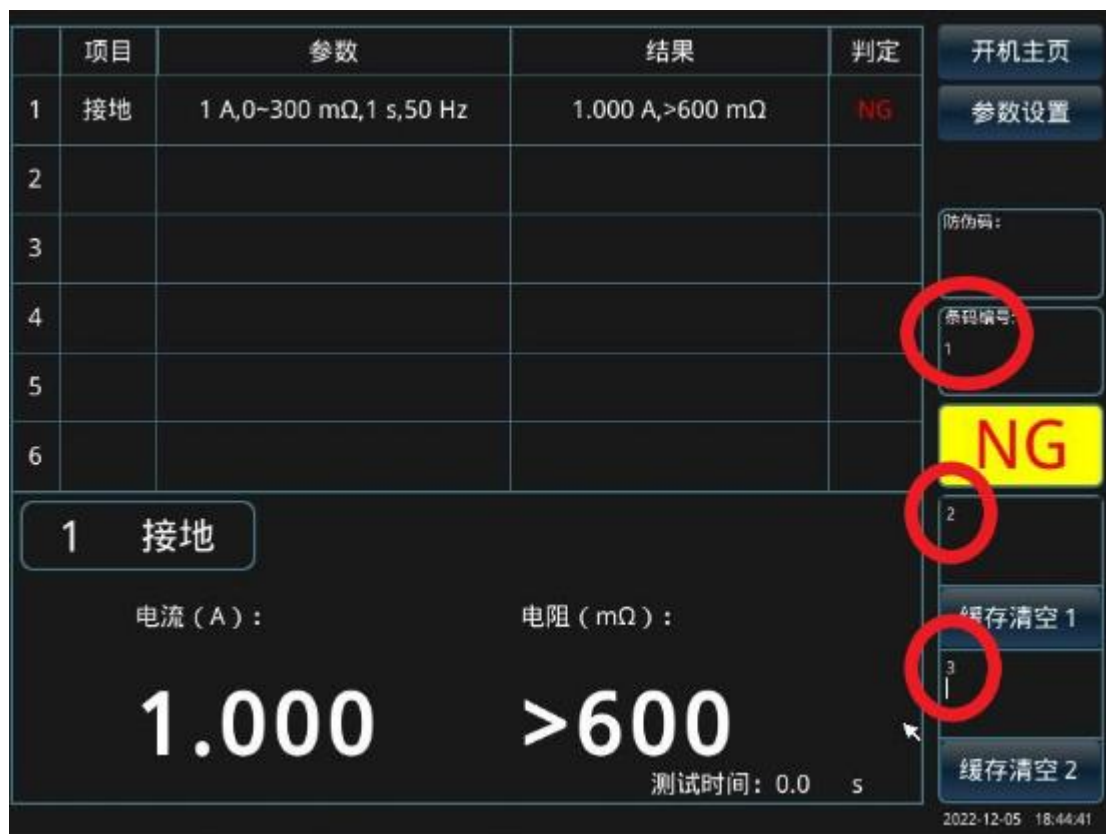 项目 参数 结果 判定
1 接地 1 A,0~300 mΩ,1 s,50 Hz 1.000 A,>600 mΩ NG
2
3
4
5
6
1 接地
电流（A）: 电阻（mΩ）:
1.000 >600
测试时间: 0.0 s
开机主页
参数设置
防伪码:
条码编号:
1
NG
2
缓存清空 1
3
缓存清空 2
2022-12-05 18:44:41